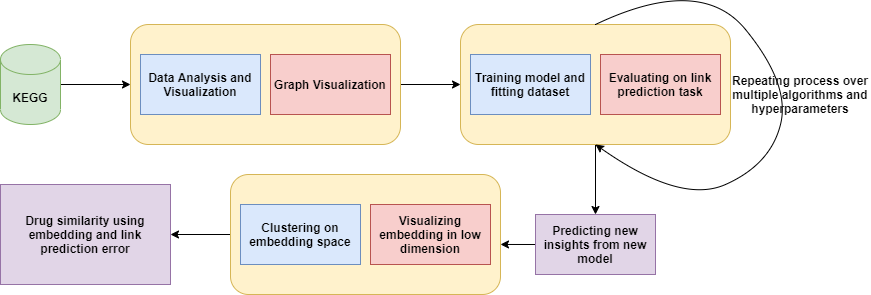 KEGG
Data Analysis and
Visualization
Graph Visualization
Training model and
fitting dataset
Evaluating on link
prediction task
Repeating process over
multiple algorithms and
hyperparameters
Drug similarity using
embedding and link
prediction error
Clustering on
embedding space
Visualizing
embedding in low
dimension
Predicting new
insights from new
model